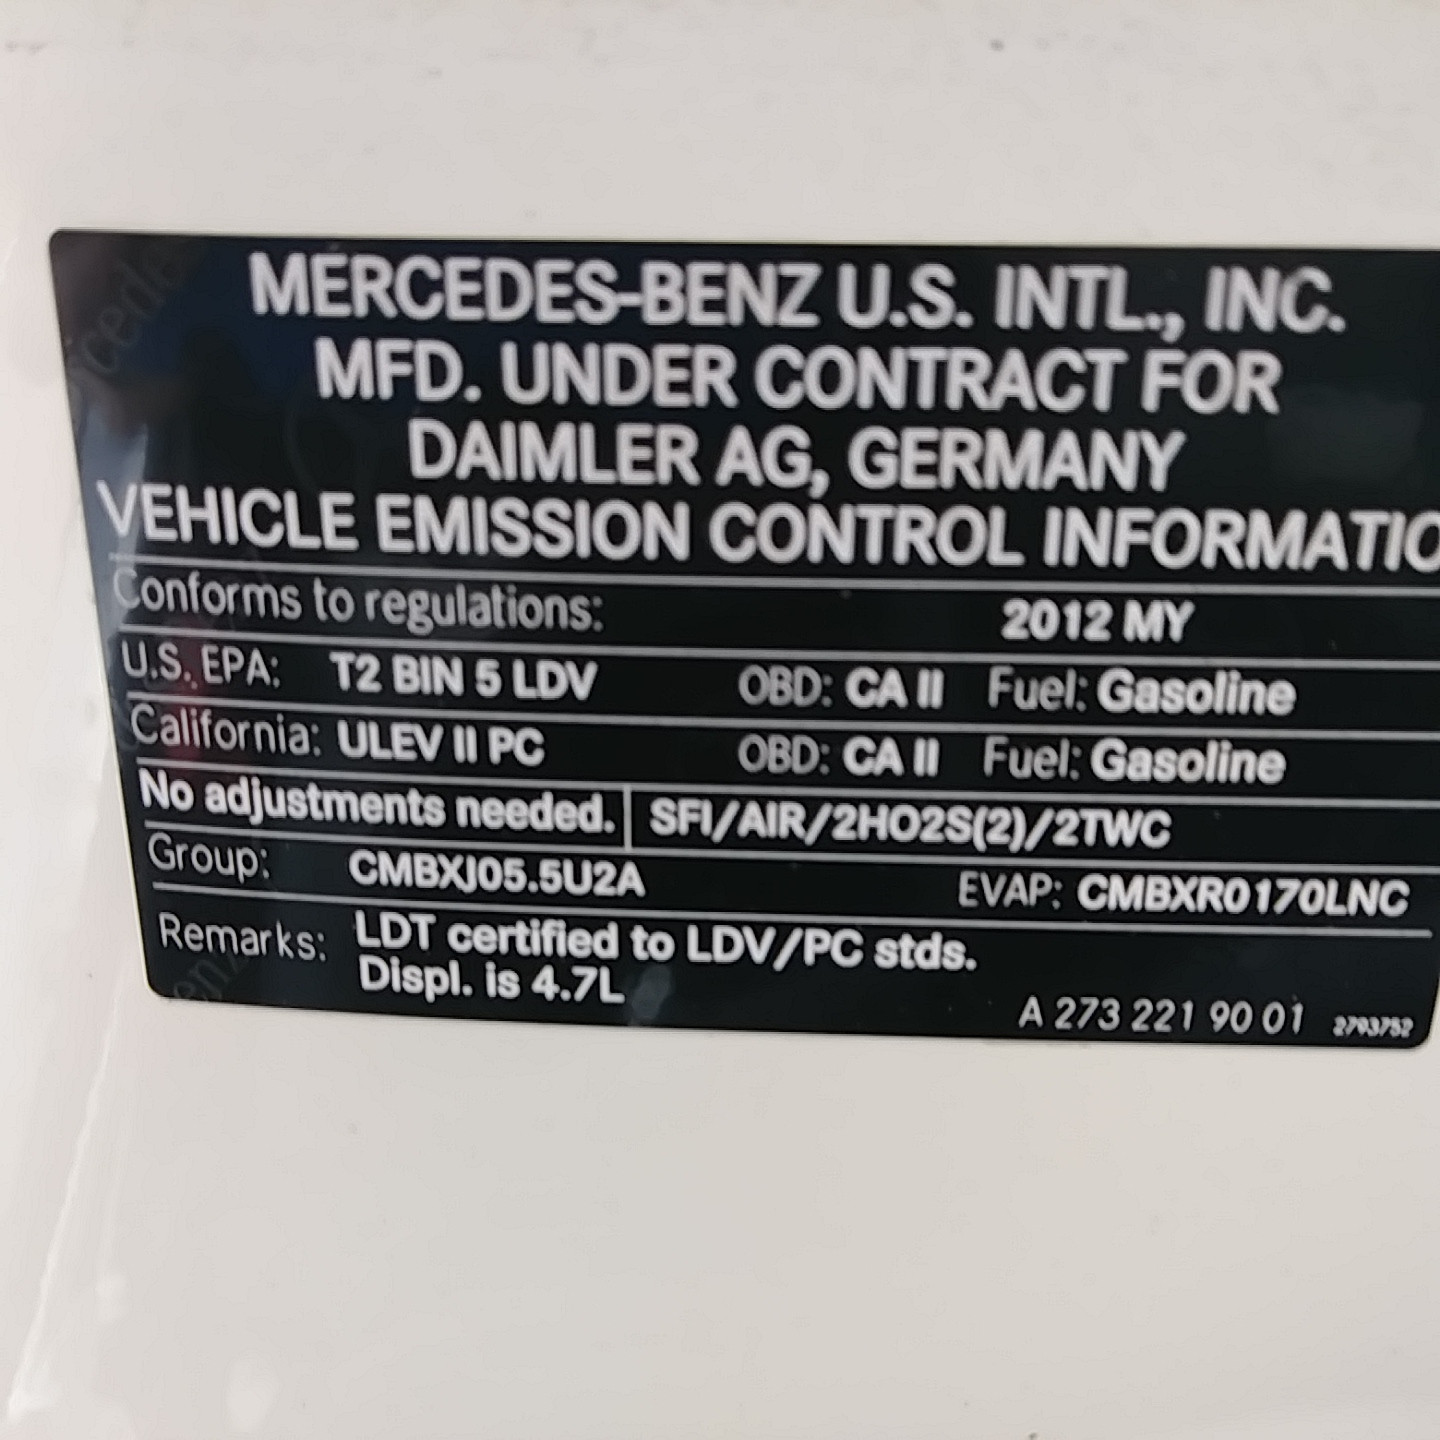 MERCEDES-BENZ U.S. INTL., INC.
MFD. UNDER CONTRACT FOR
DAIMLER AG, GERMANY
VEHICLE EMISSION CONTROL INFORMATIO
Conforms to regulations: 2012 MY
U.S. EPA: T2 BIN 5 LDV OBD: CA II Fuel: Gasoline
California: ULEV II PC OBD: CA II Fuel: Gasoline
No adjustments needed. SFI/AIR/2HO2S(2)/2TWC
Group: CMBXJ05.5U2A EVAP: CMBXR0170LNC
Remarks: LDT certified to LDV/PC stds.
Displ. is 4.7L
A 273 221 90 01